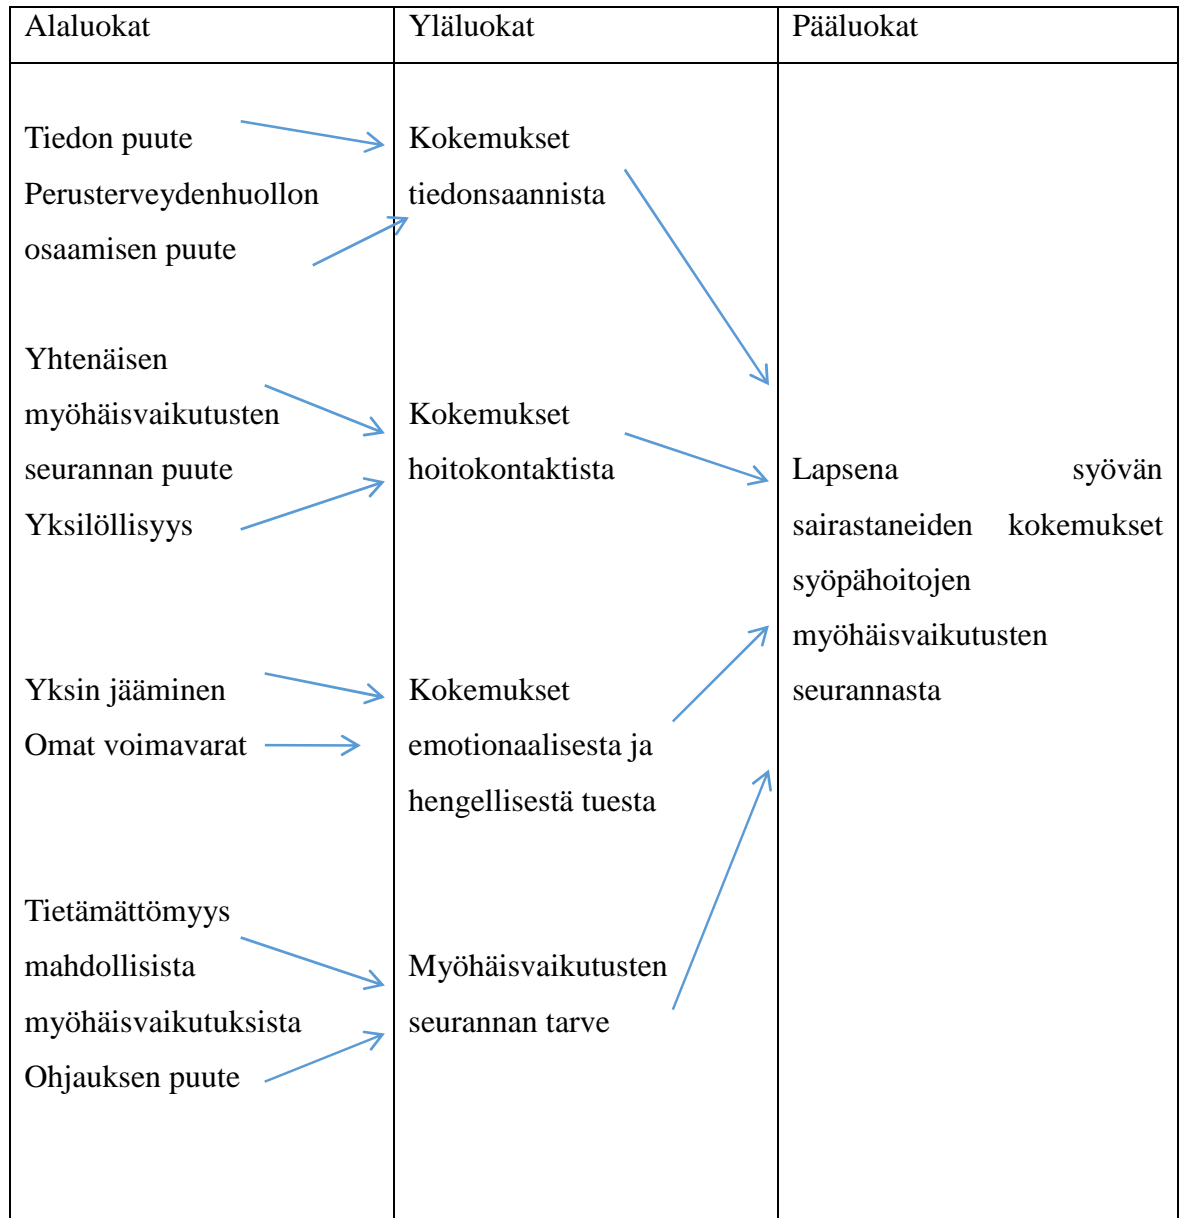 Alaluokat
Yläluokat
Pääluokat
Tiedon puute
Perusterveydenhuollon
osaamisen puute
Yhtenäisen
myöhäisvaikutusten
seurannan puute
Yksilöllisyys
Yksin jääminen
Omat voimavarat
Tietämättömyys
mahdollisista
myöhäisvaikutuksista
Ohjauksen puute
Kokemukset
tiedonsaannista
Kokemukset
hoitokontaktista
Kokemukset
emotionaalisesta ja
hengellisestä tuesta
Myöhäisvaikutusten
seurannan tarve
Lapsena syövän
sairastaneiden kokemukset
syöpähoitojen
myöhäisvaikutusten
seurannasta